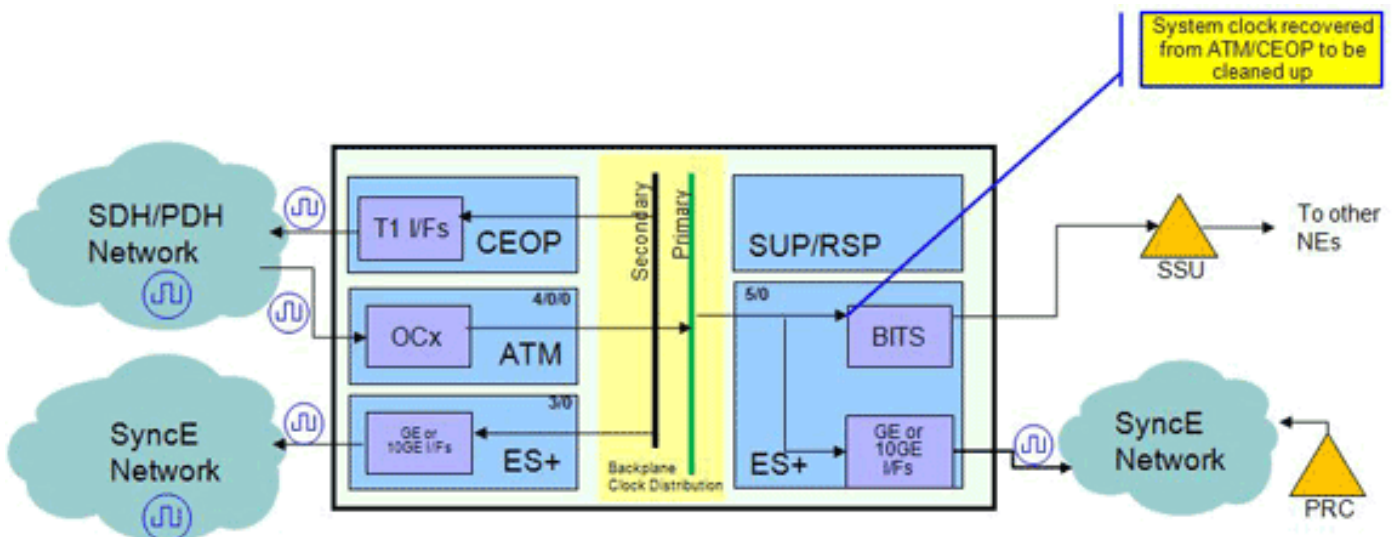 System clock recovered
from ATM/CEOP to be
cleaned up
SDH/PDH
Network
T1 I/Fs
CEOP
Secondary
Primary
SUP/RSP
SSU
To other
NEs
4/0/0
OCx
ATM
5/0
BITS
SyncE
Network
3/0
GE or
10GE I/Fs
ES+
Backplane
Clock Distribution
ES+
GE or
10GE
I/Fs
SyncE
Network
PRC